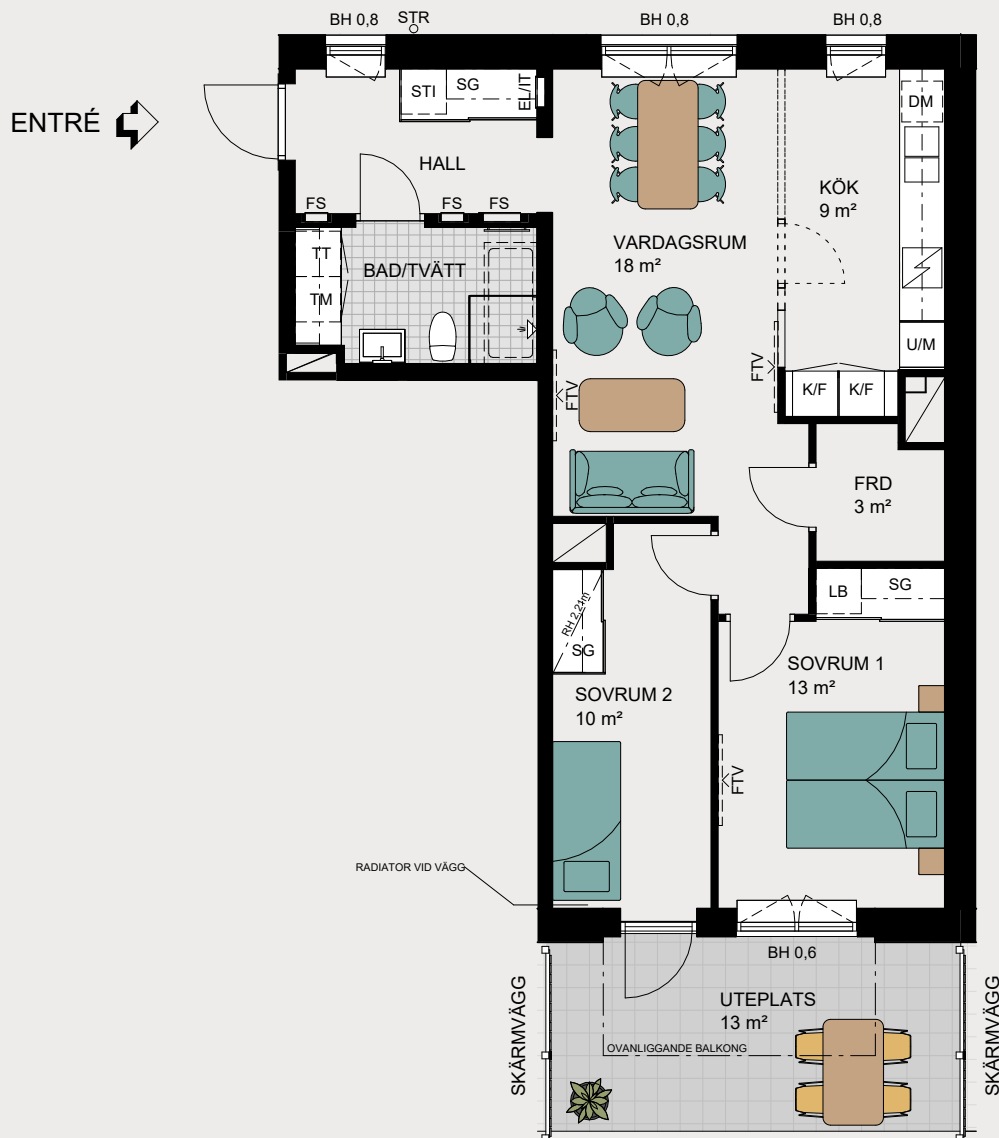 BH 0,8
STR
BH 0,8
BH 0,8
ENTRÉ
STI
SG
EL/IT
DM
HALL
KÖK
9 m²
FS
FS
FS
VARDAGSRUM
18 m²
TT
BAD/TVÄTT
TM
U/M
FTV
FTV
K/F
K/F
FRD
3 m²
RH 2,21m
SG
LB
SG
SOVRUM 1
13 m²
SOVRUM 2
10 m²
FTV
RADIATOR VID VÄGG
BH 0,6
SKÄRMVÄGG
UTEPLATS
13 m²
SKÄRMVÄGG
OVANLIGGANDE BALKONG